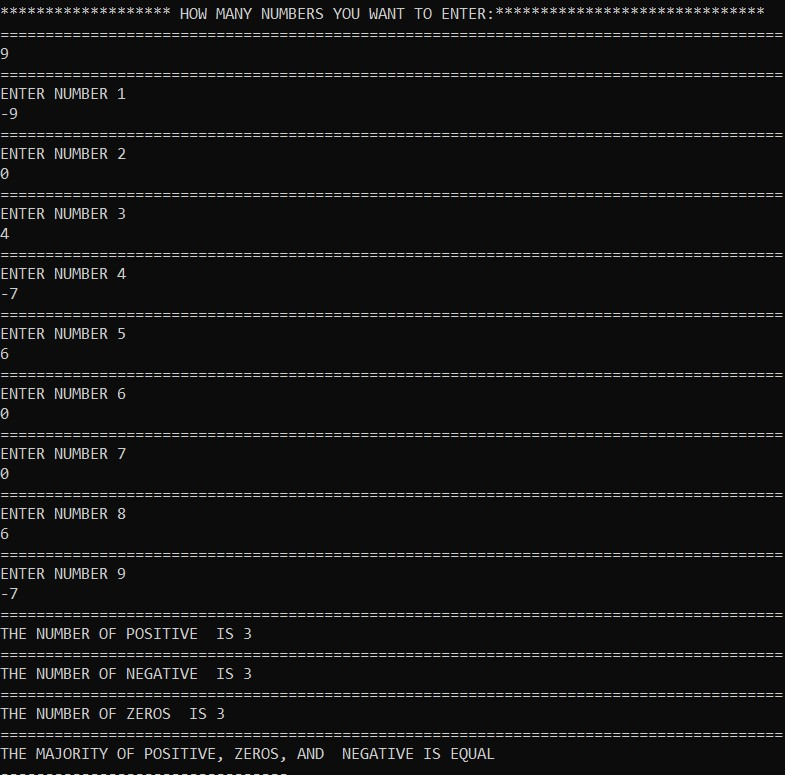 ******************* HOW MANY NUMBERS YOU WANT TO ENTER:******************************
=======================================================================================
9
=======================================================================================
ENTER NUMBER 1
-9
=======================================================================================
ENTER NUMBER 2
0
=======================================================================================
ENTER NUMBER 3
4
=======================================================================================
ENTER NUMBER 4
-7
=======================================================================================
ENTER NUMBER 5
6
=======================================================================================
ENTER NUMBER 6
0
=======================================================================================
ENTER NUMBER 7
0
=======================================================================================
ENTER NUMBER 8
6
=======================================================================================
ENTER NUMBER 9
-7
=======================================================================================
THE NUMBER OF POSITIVE  IS 3
=======================================================================================
THE NUMBER OF NEGATIVE  IS 3
=======================================================================================
THE NUMBER OF ZEROS  IS 3
=======================================================================================
THE MAJORITY OF POSITIVE, ZEROS, AND  NEGATIVE IS EQUAL
================================